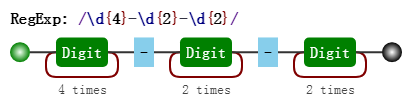 RegExp: /\d{4}-\d{2}-\d{2}/
Digit - Digit - Digit
4 times 2 times 2 times